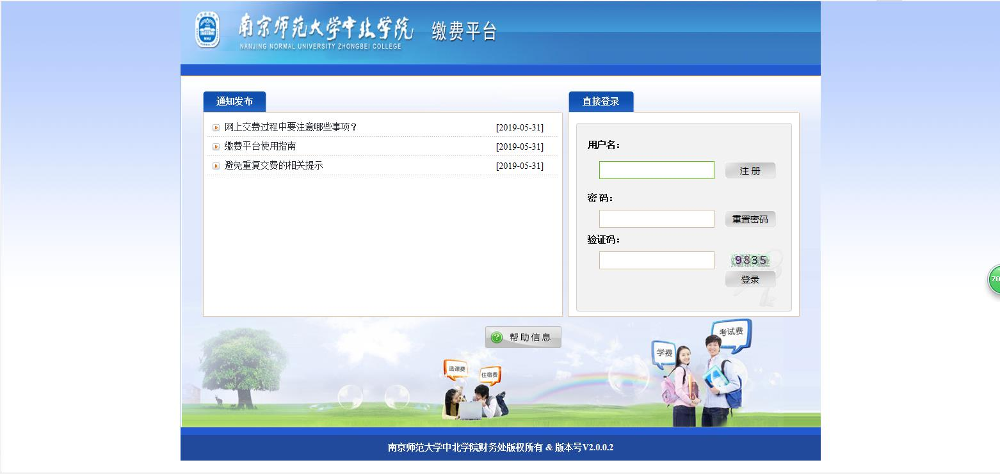 南京师范大学中北学院 缴费平台
NANJING NORMAL UNIVERSITY ZHONGBEI COLLEGE
通知发布
网上交费过程中要注意哪些事项？ [2019-05-31]
缴费平台使用指南 [2019-05-31]
避免重复交费的相关提示 [2019-05-31]
直接登录
用户名：
注 册
密 码：
重置密码
验证码：
9835
登录
帮助信息
选课费
住宿费
学费
考试费
70
南京师范大学中北学院财务处版权所有 & 版本号V2.0.0.2